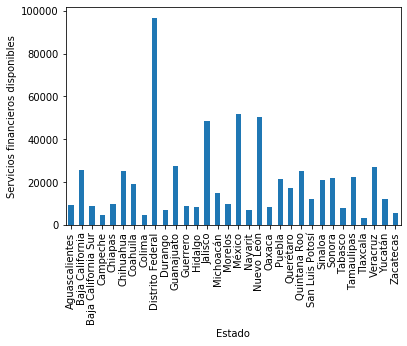 Servicios financieros disponibles
100000
80000
60000
40000
20000
0
Aguascalientes
Baja California
Baja California Sur
Campeche
Chiapas
Chihuahua
Coahuila
Colima
Distrito Federal
Durango
Guanajuato
Guerrero
Hidalgo
Jalisco
Michoacán
Morelos
México
Nayarit
Nuevo León
Oaxaca
Puebla
Querétaro
Quintana Roo
San Luis Potosí
Sinaloa
Sonora
Tabasco
Tamaulipas
Tlaxcala
Veracruz
Yucatán
Zacatecas
Estado